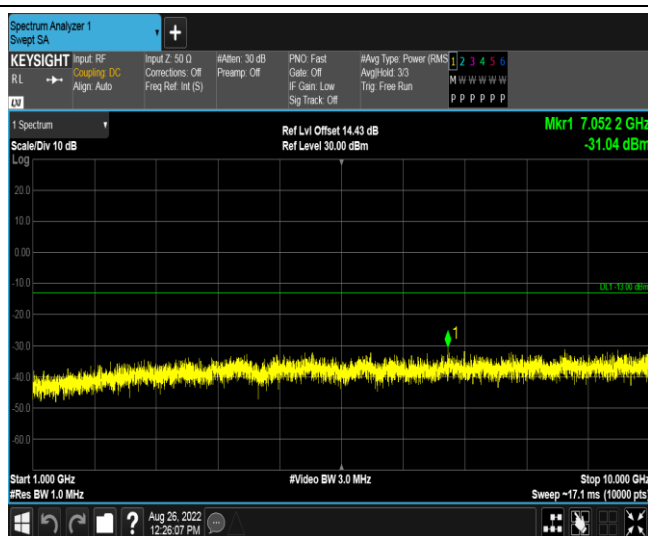 Spectrum Analyzer 1
Swept SA
+
KEYSIGHT Input: RF Input Z: 50 Ω #Atten: 30 dB PNO: Fast #Avg Type: Power (RMS 1 2 3 4 5 6
RL Coupling: DC Corrections: Off Preamp: Off Gate: Off Avg|Hold: 3/3 M W W W W W
Align: Auto Freq Ref: Int (S) IF Gain: Low Trig: Free Run P P P P P P
LXI Sig Track: Off
1 Spectrum Ref Lvl Offset 14.43 dB Mkr1 7.052 2 GHz
Scale/Div 10 dB Ref Level 30.00 dBm -31.04 dBm
Log
20.0
10.0
0.00
-10.0 DL1 -13.00 dBm
-20.0
-30.0 1
-40.0
-50.0
-60.0
Start 1.000 GHz #Video BW 3.0 MHz Stop 10.000 GHz
#Res BW 1.0 MHz Sweep ~17.1 ms (10000 pts)
? Aug 26, 2022
12:26:07 PM